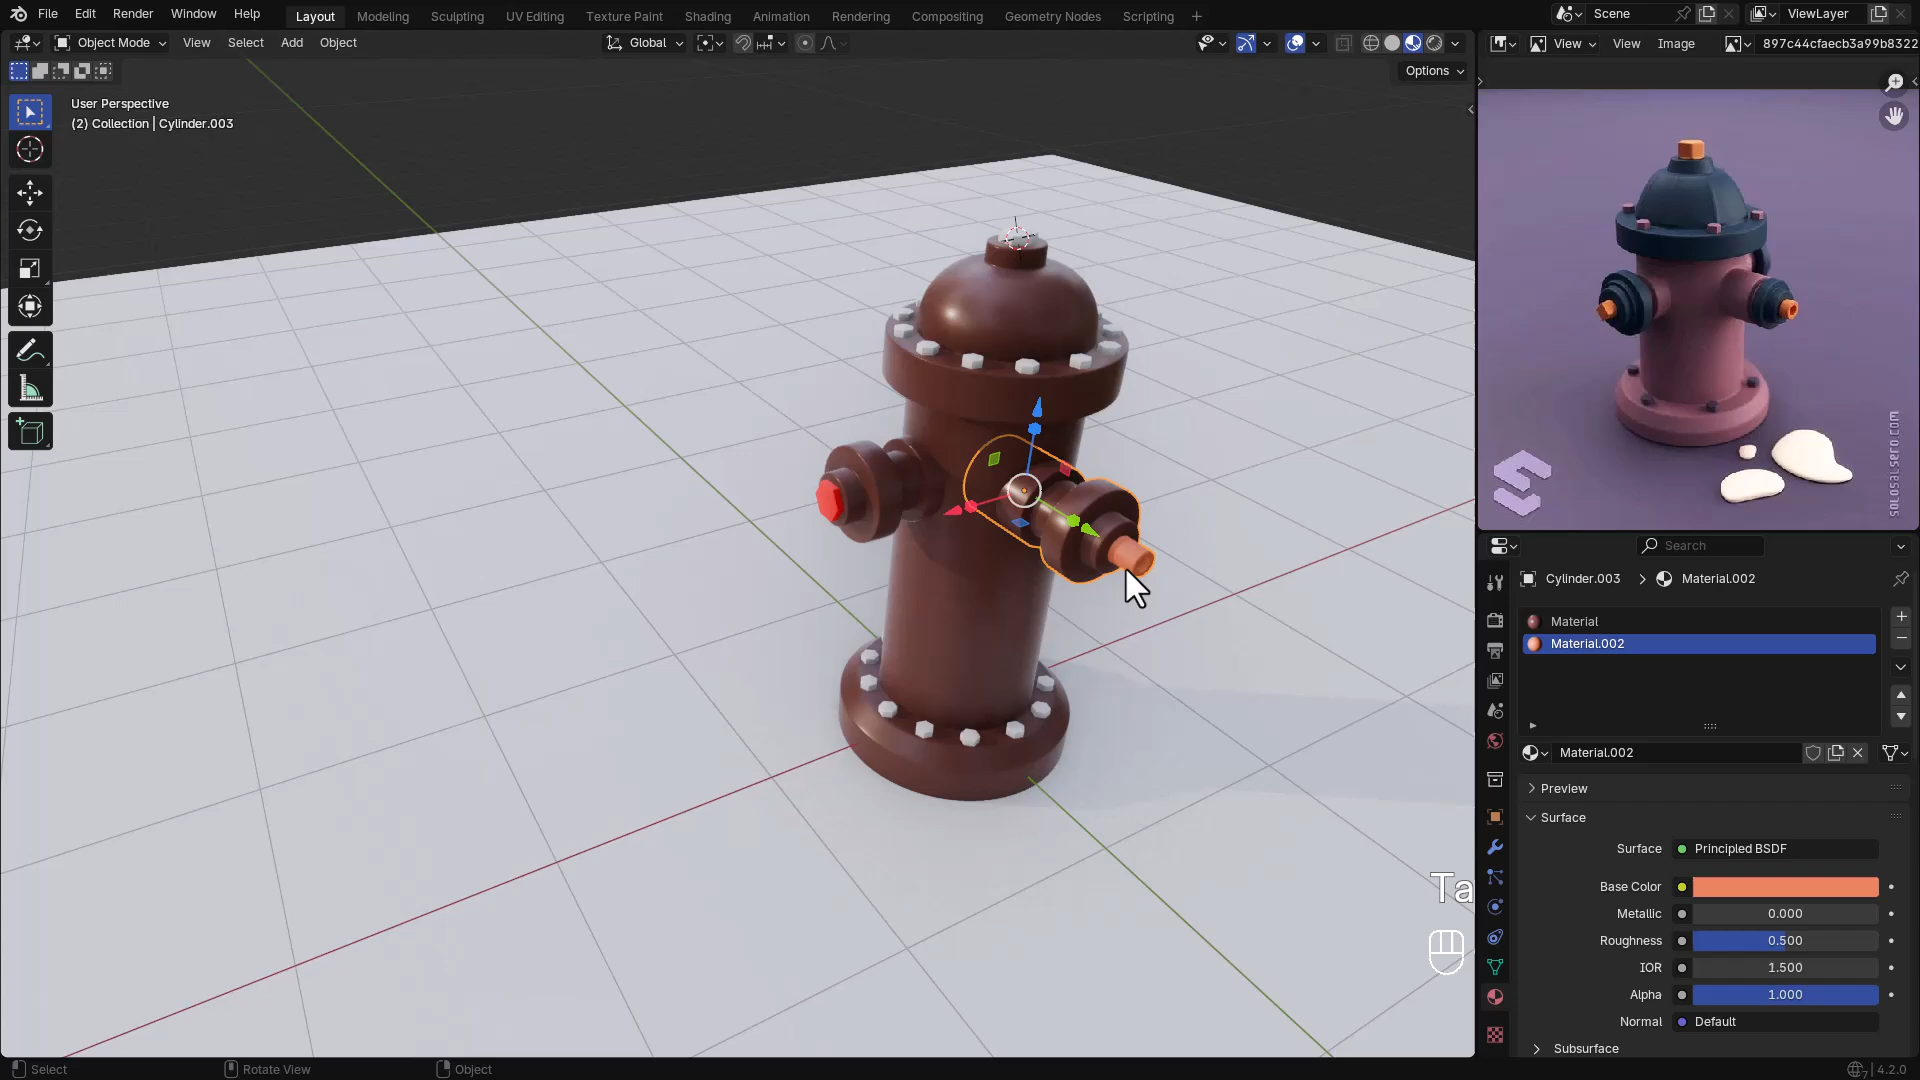 File Edit Render Window Help
Layout Modeling Sculpting UV Editing Texture Paint Shading Animation Rendering Compositing Geometry Nodes Scripting +
Scene
ViewLayer
Object Mode View Select Add Object
Global
View View Image
897c44cfaecb3a99b8322
Options
User Perspective
(2) Collection | Cylinder.003
SOLOSALSERO.COM
Search
Cylinder.003 > Material.002
Material
Material.002
Material.002
Preview
Surface
Surface Principled BSDF
Base Color
Metallic 0.000
Roughness 0.500
IOR 1.500
Alpha 1.000
Normal Default
Subsurface
Ta
Select Rotate View Object
4.2.0